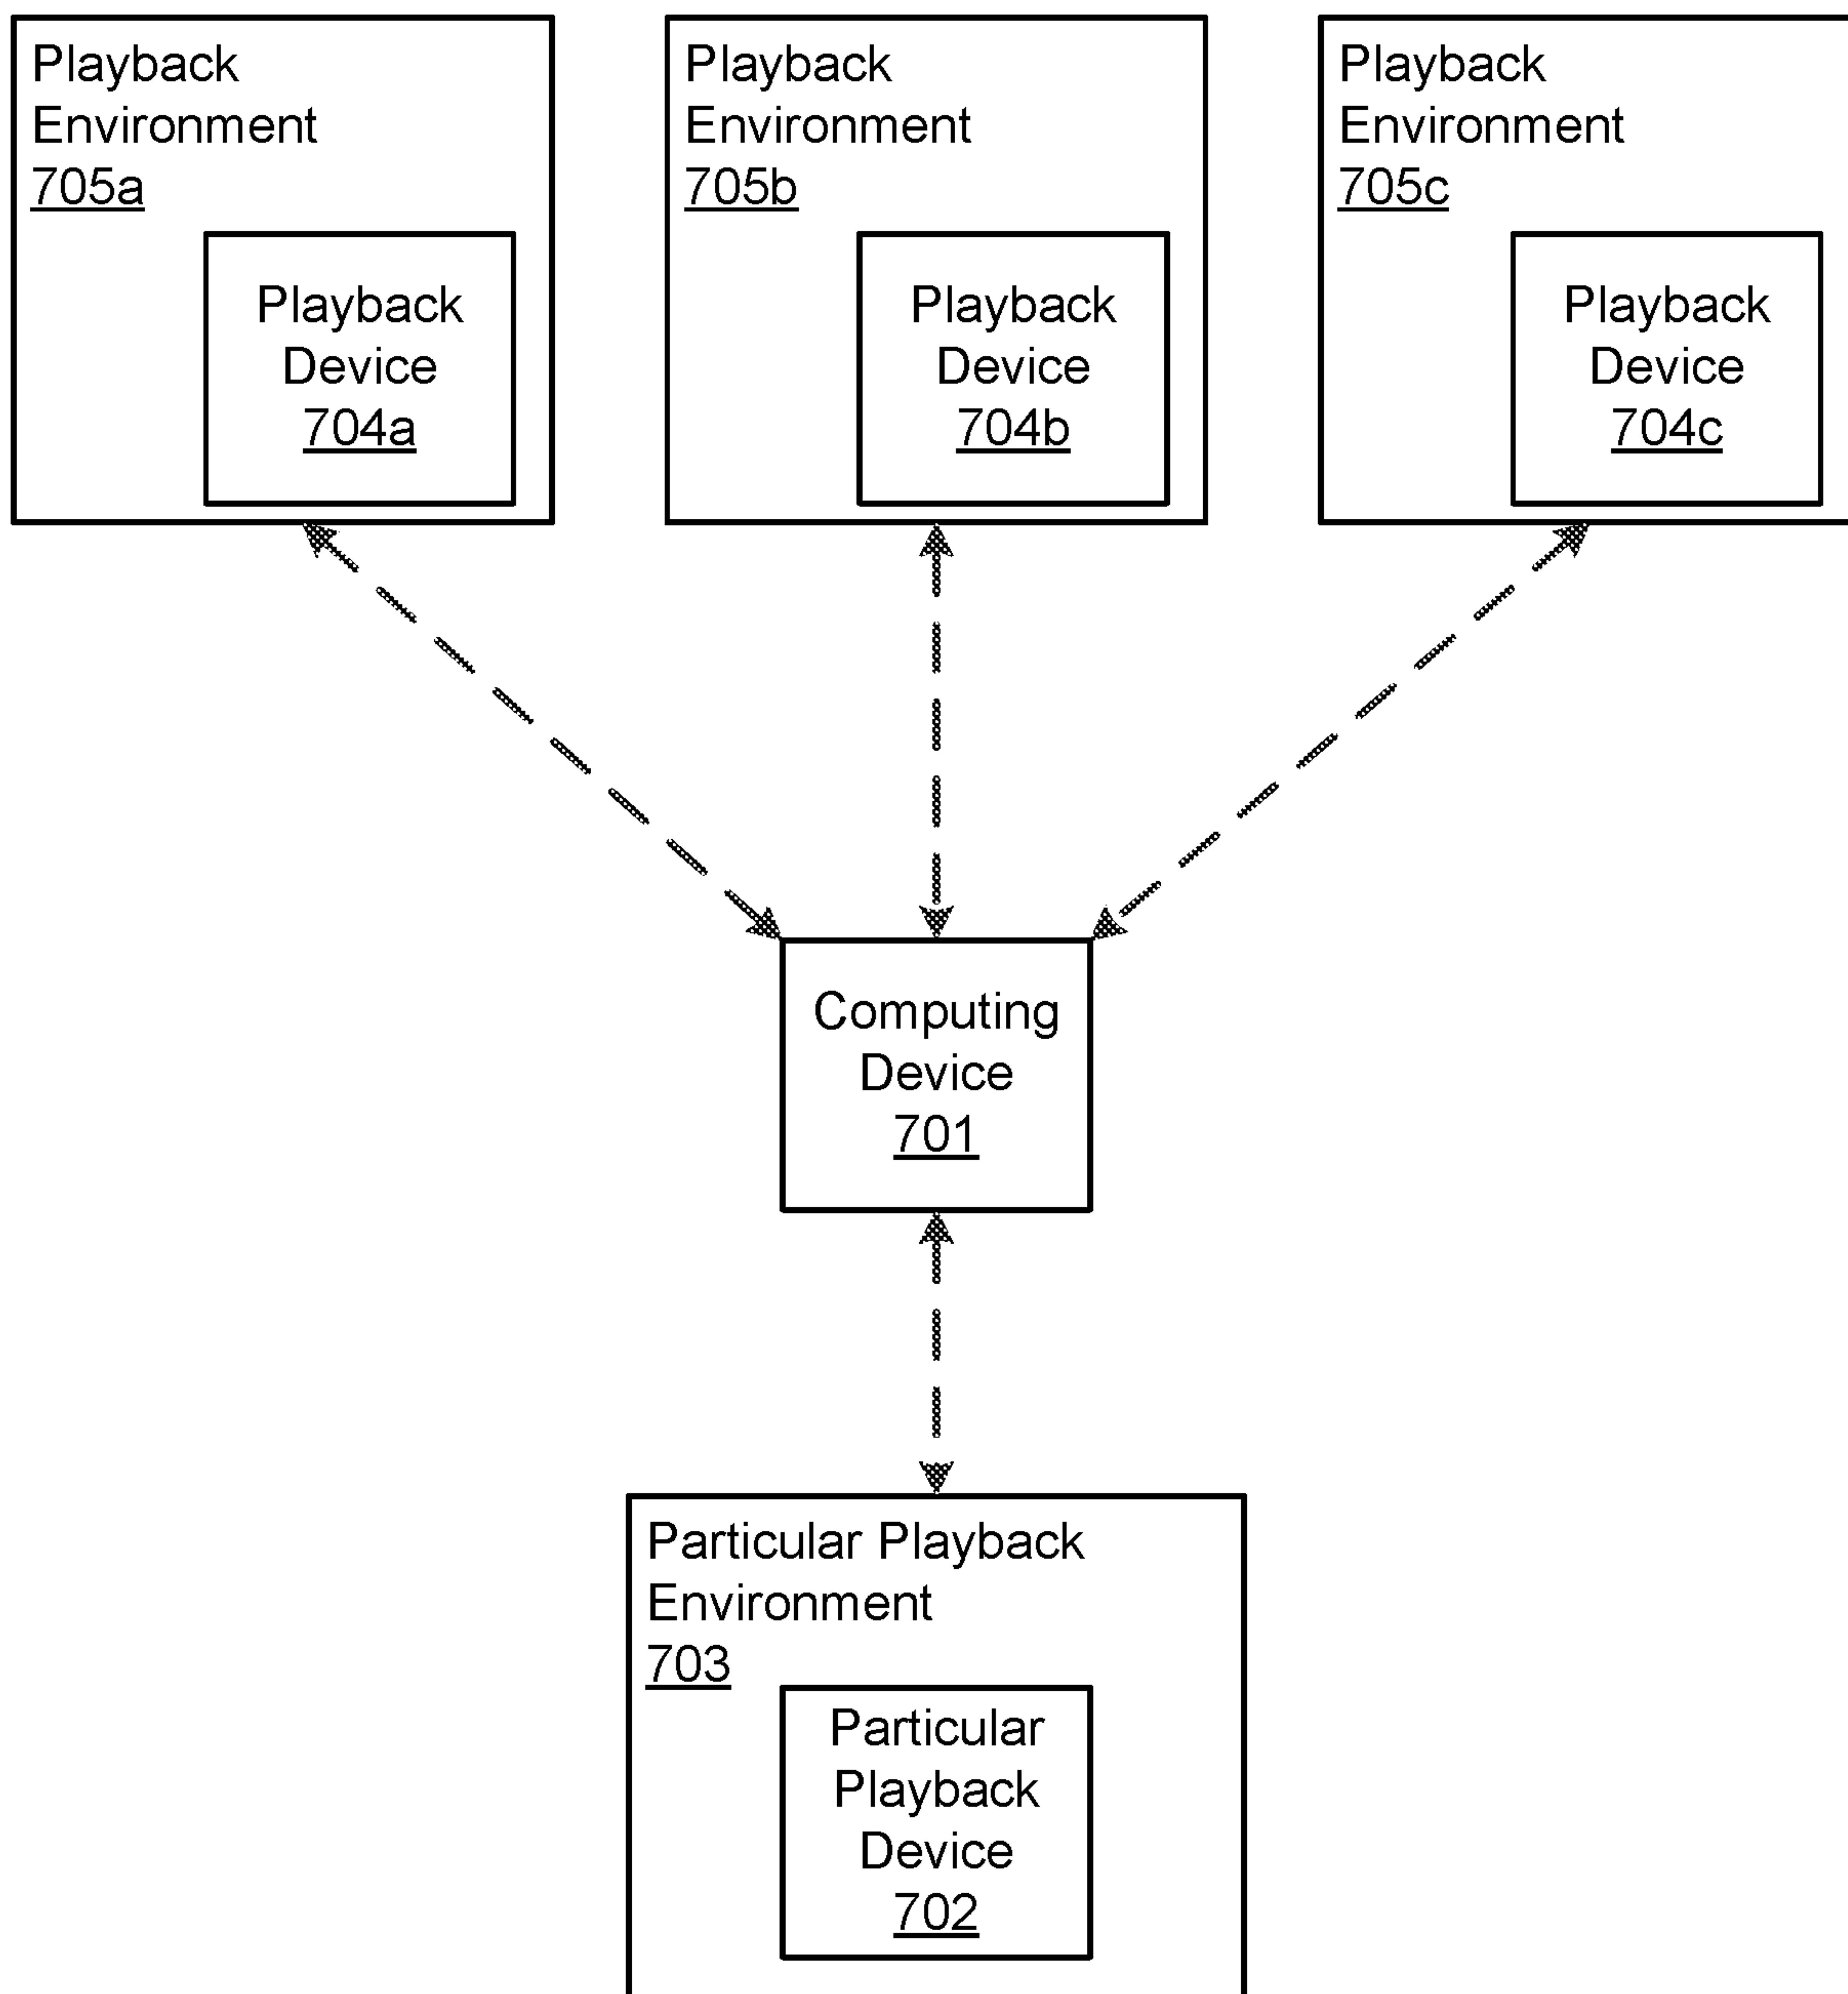 Playback
Environment
705a
Playback
Device
704a
Playback
Environment
705b
Playback
Device
704b
Playback
Environment
705c
Playback
Device
704c
Computing
Device
701
Particular Playback
Environment
703
Particular
Playback
Device
702